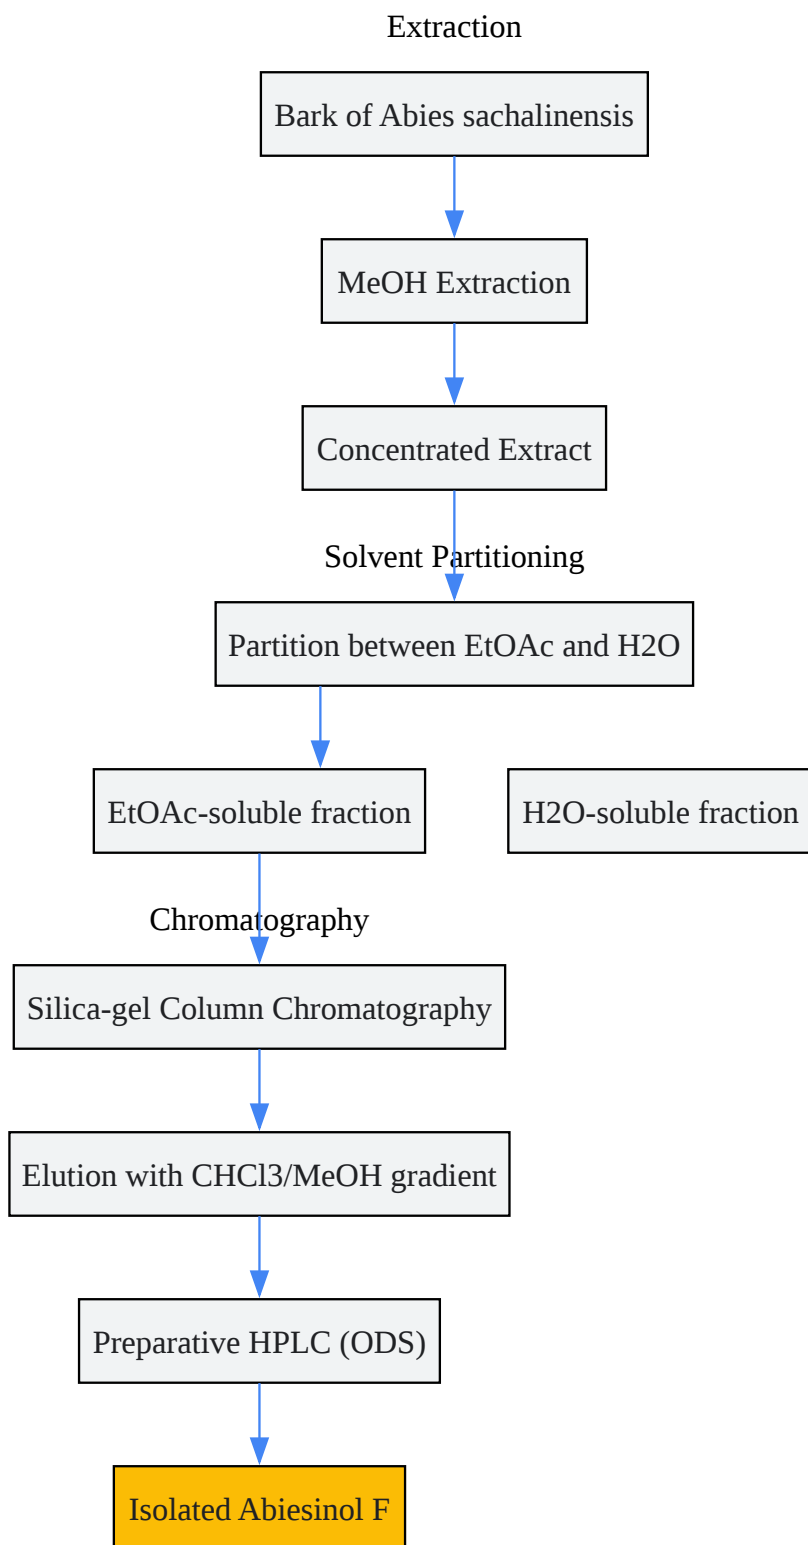 Extraction
Bark of Abies sachalinensis
MeOH Extraction
Concentrated Extract
Solvent Partitioning
Partition between EtOAc and H2O
EtOAc-soluble fraction
H2O-soluble fraction
Chromatography
Silica-gel Column Chromatography
Elution with CHCl3/MeOH gradient
Preparative HPLC (ODS)
Isolated Abiesinol F